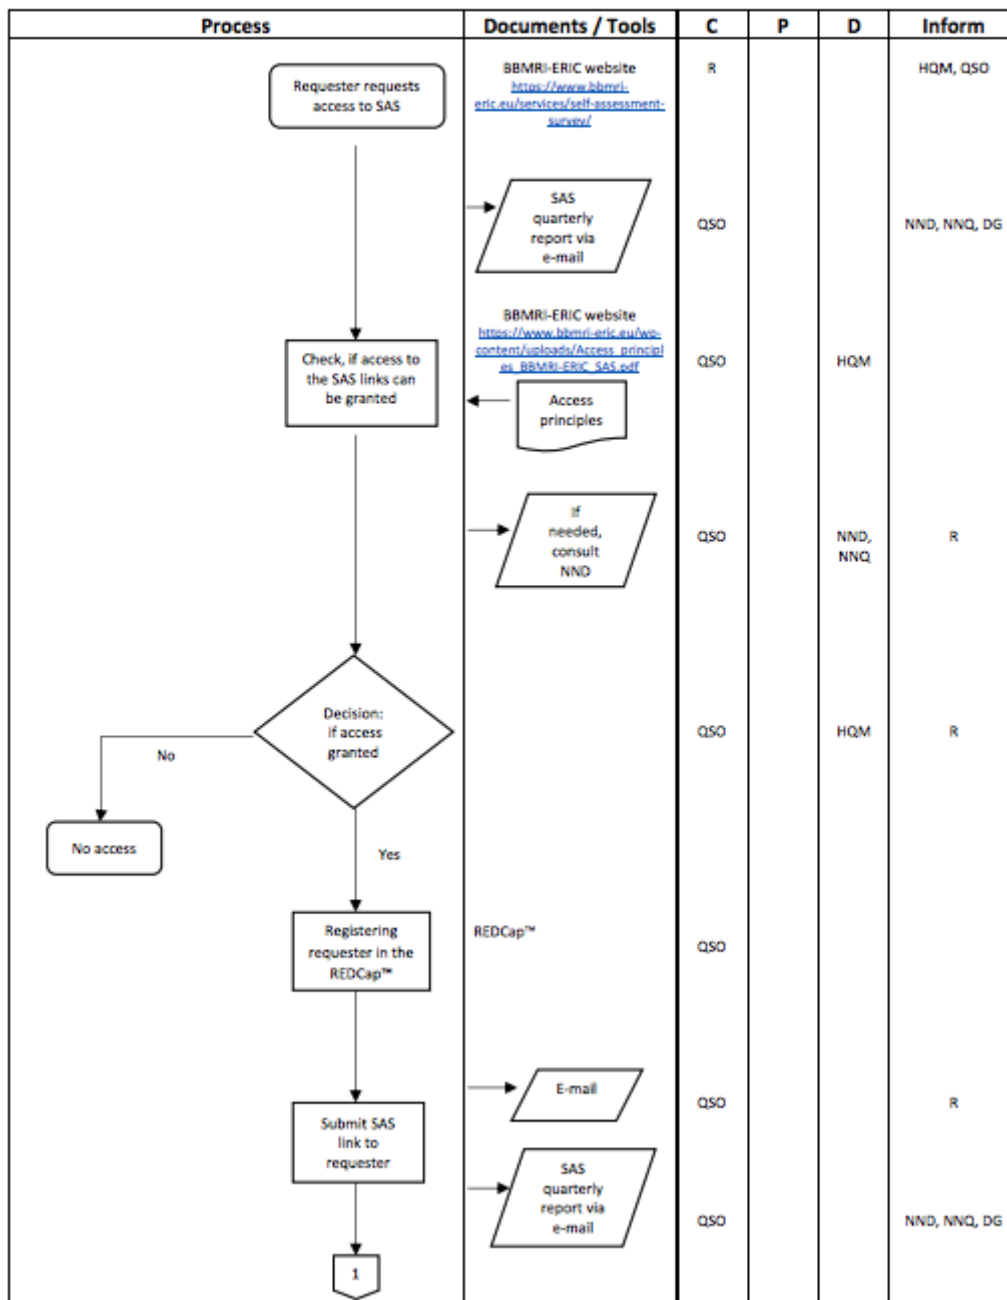 Process Documents / Tools C P D Inform
Requester requests
access to SAS
BBMRI-ERIC website
https://www.bbmri-
eric.eu/services/self-assessment-
survey/
R
HQM, QSO
SAS
quarterly
report via
e-mail
QSO
NND, NNQ, DG
BBMRI-ERIC website
https://www.bbmri-eric.eu/wp-
content/uploads/Access_principl
es_BBMRI-ERIC_SAS.pdf
Check, if access to
the SAS links can
be granted
QSO
HQM
Access
principles
If
needed,
consult
NND
QSO
NND,
NNQ
R
Decision:
if access
granted
QSO
HQM
R
No
No access
Yes
Registering
requester in the
REDCap™
REDCap™
QSO
E-mail
QSO
R
Submit SAS
link to
requester
SAS
quarterly
report via
e-mail
QSO
NND, NNQ, DG
1